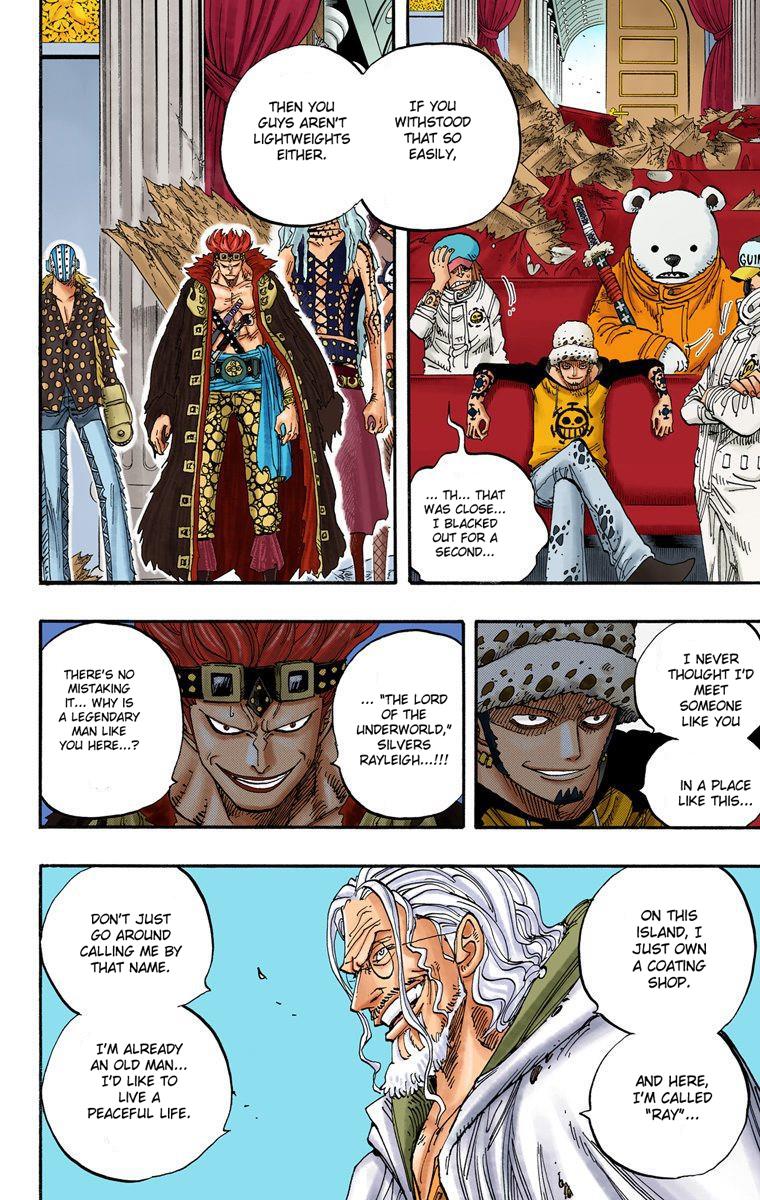 IF YOU
WITHSTOOD
THAT SO
EASILY,
THEN YOU
GUYS AREN'T
LIGHTWEIGHTS
EITHER.
GUIN
... TH... THAT
WAS CLOSE...
I BLACKED
OUT FOR A
SECOND...
I NEVER
THOUGHT I'D
MEET
SOMEONE
LIKE YOU
IN A PLACE
LIKE THIS...
... "THE LORD
OF THE
UNDERWORLD,"
SILVERS
RAYLEIGH...!!!
THERE'S NO
MISTAKING
IT... WHY IS
A LEGENDARY
MAN LIKE
YOU HERE...?
ON THIS
ISLAND, I
JUST OWN
A COATING
SHOP.
AND HERE,
I'M CALLED
"RAY"...
DON'T JUST
GO AROUND
CALLING ME BY
THAT NAME.
I'M ALREADY
AN OLD MAN...
I'D LIKE TO
LIVE A
PEACEFUL LIFE.